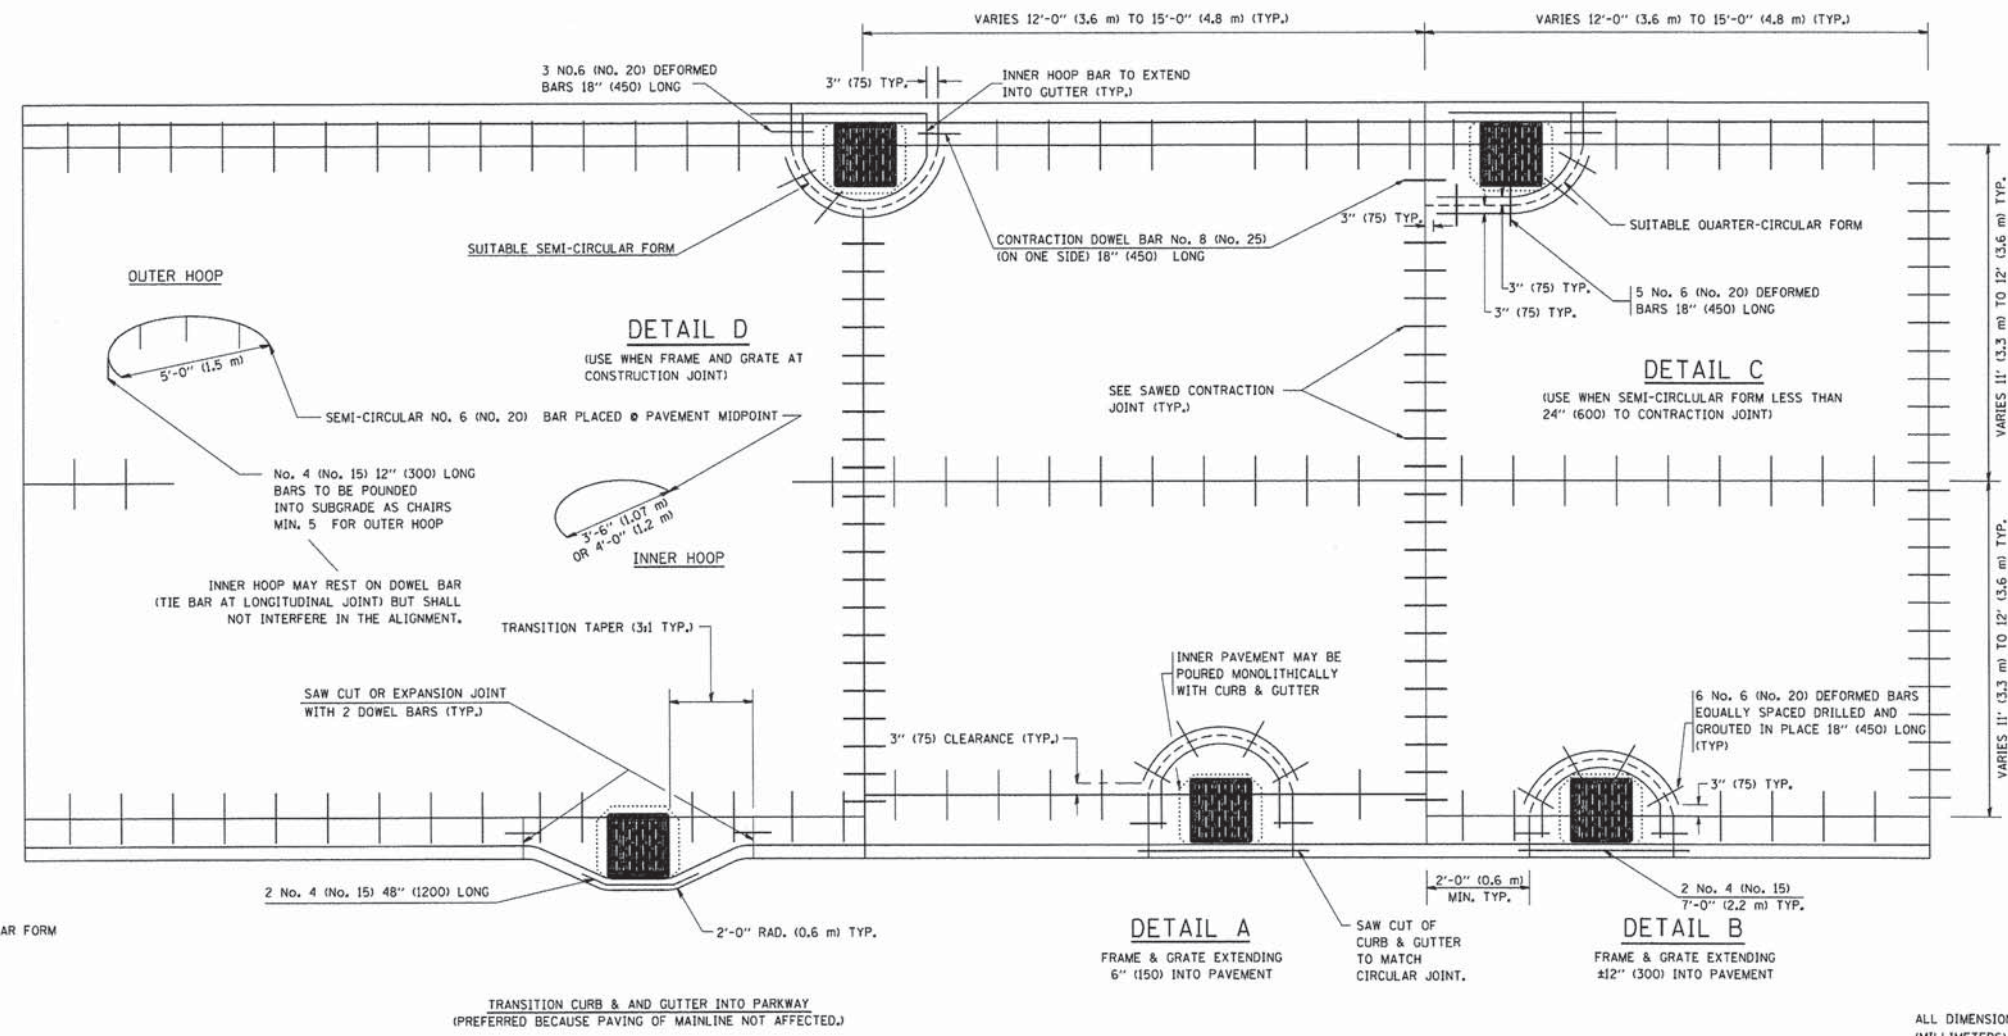 VARIES 12'-0" (3.6 m) TO 15'-0" (4.8 m) (TYP.)
VARIES 12'-0" (3.6 m) TO 15'-0" (4.8 m) (TYP.)
3 NO.6 (NO. 20) DEFORMED
BARS 18" (450) LONG
3" (75) TYP.
INNER HOOP BAR TO EXTEND
INTO GUTTER (TYP.)
SUITABLE SEMI-CIRCULAR FORM
CONTRACTION DOWEL BAR No. 8 (No. 25)
(ON ONE SIDE) 18" (450) LONG
3" (75) TYP.
SUITABLE QUARTER-CIRCULAR FORM
3" (75) TYP.
3" (75) TYP.
5 No. 6 (No. 20) DEFORMED
BARS 18" (450) LONG
VARIES 11' (3.3 m) TO 12' (3.6 m) TYP.
OUTER HOOP
5'-0" (1.5 m)
DETAIL D
(USE WHEN FRAME AND GRATE AT
CONSTRUCTION JOINT)
SEE SAWED CONTRACTION
JOINT (TYP.)
DETAIL C
(USE WHEN SEMI-CIRCLULAR FORM LESS THAN
24" (600) TO CONTRACTION JOINT)
SEMI-CIRCULAR NO. 6 (NO. 20) BAR PLACED @ PAVEMENT MIDPOINT
No. 4 (No. 15) 12" (300) LONG
BARS TO BE POUNDED
INTO SUBGRADE AS CHAIRS
MIN. 5 FOR OUTER HOOP
3'-6" (1.07 m)
OR 4'-0" (1.2 m)
INNER HOOP
INNER HOOP MAY REST ON DOWEL BAR
(TIE BAR AT LONGITUDINAL JOINT) BUT SHALL
NOT INTERFERE IN THE ALIGNMENT.
VARIES 11' (3.3 m) TO 12' (3.6 m) TYP.
TRANSITION TAPER (3:1 TYP.)
SAW CUT OR EXPANSION JOINT
WITH 2 DOWEL BARS (TYP.)
INNER PAVEMENT MAY BE
POURED MONOLITHICALLY
WITH CURB & GUTTER
3" (75) CLEARANCE (TYP.)
6 No. 6 (No. 20) DEFORMED BARS
EQUALLY SPACED DRILLED AND
GROUTED IN PLACE 18" (450) LONG
(TYP)
3" (75) TYP.
2 No. 4 (No. 15) 48" (1200) LONG
2'-0" RAD. (0.6 m) TYP.
2'-0" (0.6 m)
MIN. TYP.
2 No. 4 (No. 15)
7'-0" (2.2 m) TYP.
AR FORM
DETAIL A
FRAME & GRATE EXTENDING
6" (150) INTO PAVEMENT
SAW CUT OF
CURB & GUTTER
TO MATCH
CIRCULAR JOINT.
DETAIL B
FRAME & GRATE EXTENDING
±12" (300) INTO PAVEMENT
TRANSITION CURB & AND GUTTER INTO PARKWAY
(PREFERRED BECAUSE PAVING OF MAINLINE NOT AFFECTED.)
ALL DIMENSION